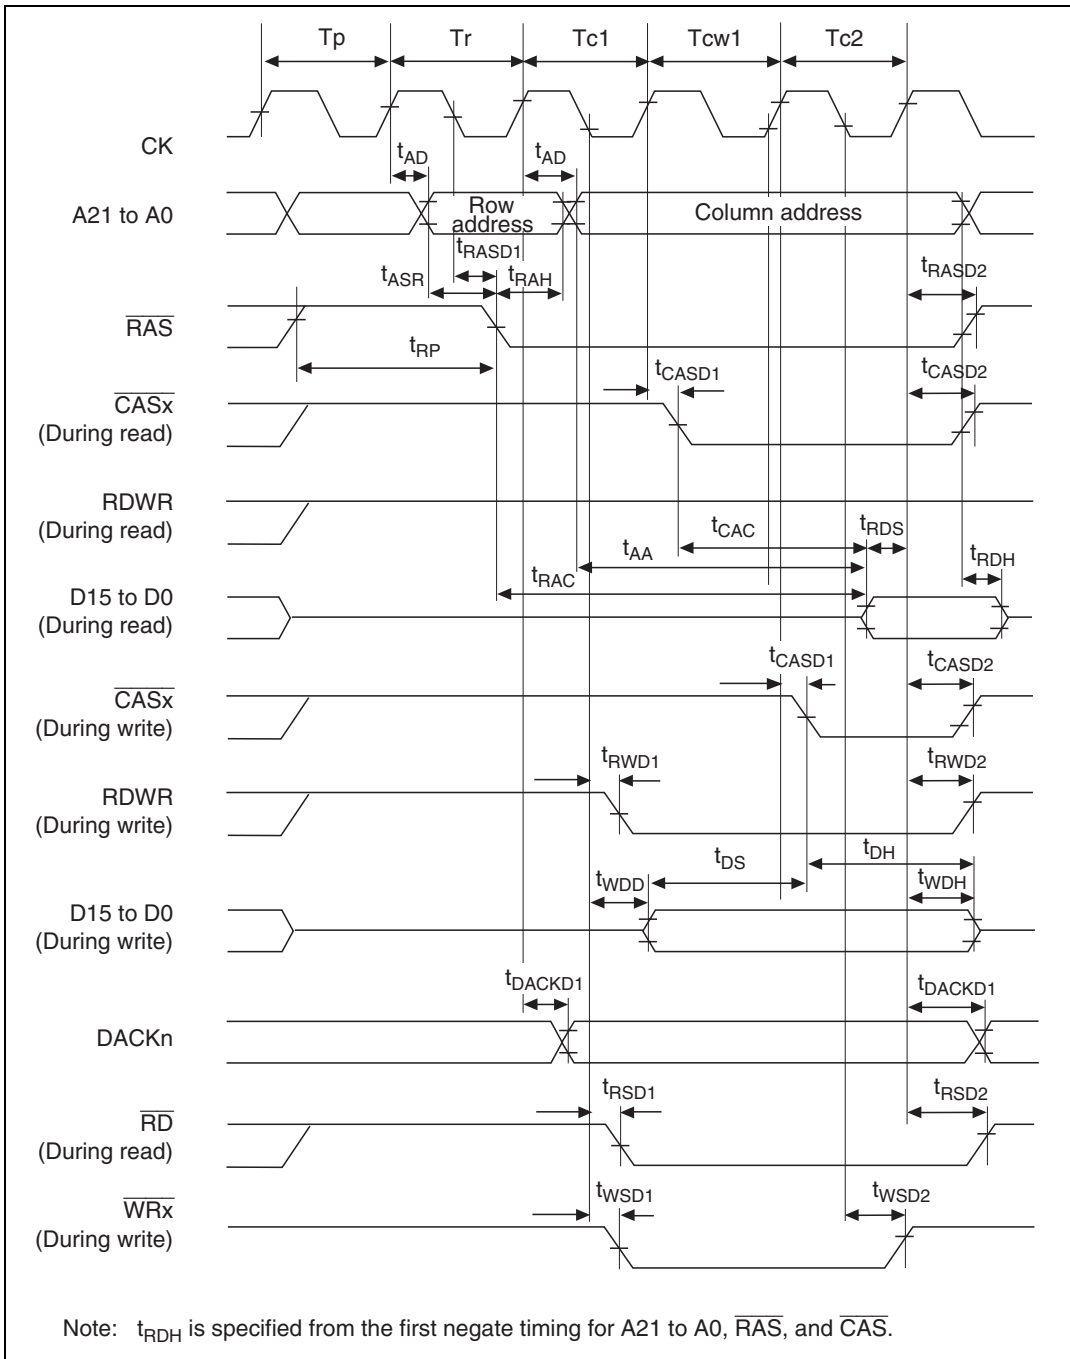 Tp Tr Tc1 Tcw1 Tc2
CK
tAD tAD
A21 to A0 Row address Column address
tRASD1
tASR tRAH tRASD2
RAS
tRP
tCASD1 tCASD2
CASx
(During read)
RDWR
(During read)
tCAC tRDS
tAA tRDH
tRAC
D15 to D0
(During read)
tCASD1 tCASD2
CASx
(During write)
tRWD1 tRWD2
RDWR
(During write)
tDS tDH
tWDD tWDH
D15 to D0
(During write)
tDACKD1 tDACKD1
DACKn
tRSD1 tRSD2
RD
(During read)
tWSD1 tWSD2
WRx
(During write)
Note: tRDH is specified from the first negate timing for A21 to A0, RAS, and CAS.